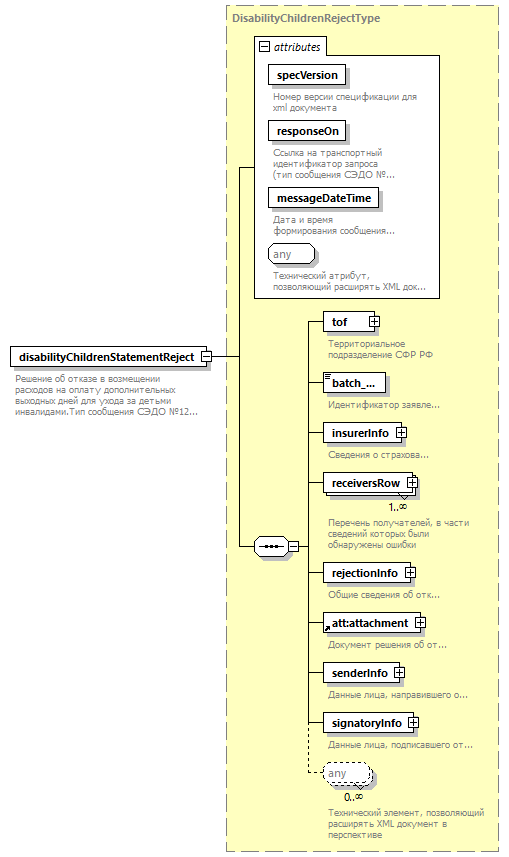 DisabilityChildrenRejectType
attributes
specVersion
Номер версии спецификации для
xml документа
responseOn
Ссылка на транспортный
идентификатор запроса
(тип сообщения СЭДО №...
messageDateTime
Дата и время
формирования сообщения...
any
Технический атрибут,
позволяющий расширять XML док...
disabilityChildrenStatementReject
Решение об отказе в возмещении
расходов на оплату дополнительных
выходных дней для ухода за детьми
инвалидами.Тип сообщения СЭДО №12...
tof
Территориальное
подразделение СФР РФ
batch_...
Идентификатор заявле...
insurerInfo
Сведения о страхова...
receiversRow
1..∞
Перечень получателей, в части
сведений которых были
обнаружены ошибки
rejectionInfo
Общие сведения об отк...
att:attachment
Документ решения об от...
senderInfo
Данные лица, направившего о...
signatoryInfo
Данные лица, подписавшего от...
any
0..∞
Технический элемент, позволяющий
расширять XML документ в
перспективе